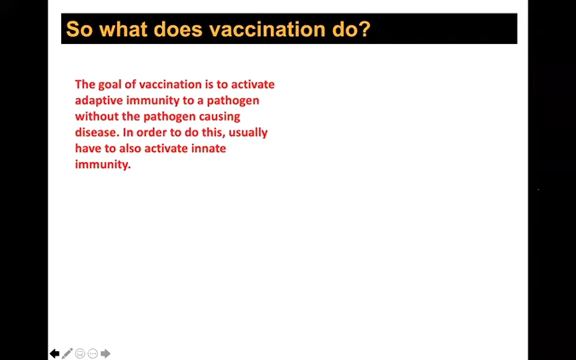 So what does vaccination do?
The goal of vaccination is to activate
adaptive immunity to a pathogen
without the pathogen causing
disease. In order to do this, usually
have to also activate innate
immunity.